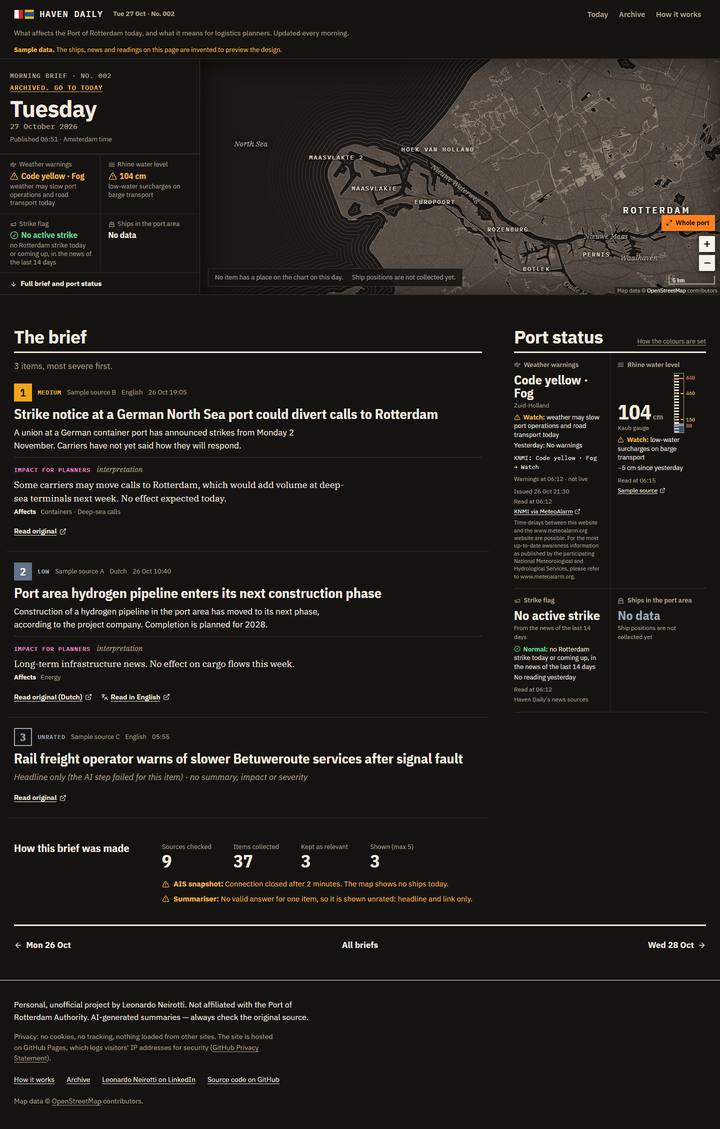 HAVEN DAILY Tue 27 Oct · No. 002
Today Archive How it works
What affects the Port of Rotterdam today, and what it means for logistics planners. Updated every morning.
Sample data. The ships, news and readings on this page are invented to preview the design.
MORNING BRIEF · NO. 002
ARCHIVED. GO TO TODAY
Tuesday
27 October 2026
Published 06:51 · Amsterdam time
Weather warnings
Code yellow · Fog
weather may slow port
operations and road
transport today
Rhine water level
104 cm
low-water surcharges on
barge transport
Strike flag
No active strike
no Rotterdam strike today
or coming up, in the news of
the last 14 days
Ships in the port area
No data
Full brief and port status
North Sea
HOEK VAN HOLLAND
MAASVLAKTE 2
MAASVLAKTE
Nieuwe Waterweg
EUROPOORT
ROTTERDAM
Whole port
ROZENBURG
Nieuwe Maas
+
PERNIS
Waalhaven
−
BOTLEK
5 km
No item has a place on the chart on this day. Ship positions are not collected yet.
Map data © OpenStreetMap contributors
The brief
3 items, most severe first.
1 MEDIUM Sample source B English 26 Oct 19:05
Strike notice at a German North Sea port could divert calls to Rotterdam
A union at a German container port has announced strikes from Monday 2
November. Carriers have not yet said how they will respond.
IMPACT FOR PLANNERS interpretation
Some carriers may move calls to Rotterdam, which would add volume at deep-
sea terminals next week. No effect expected today.
Affects Containers · Deep-sea calls
Read original
2 LOW Sample source A Dutch 26 Oct 10:40
Port area hydrogen pipeline enters its next construction phase
Construction of a hydrogen pipeline in the port area has moved to its next phase,
according to the project company. Completion is planned for 2028.
IMPACT FOR PLANNERS interpretation
Long-term infrastructure news. No effect on cargo flows this week.
Affects Energy
Read original (Dutch) Read in English
3 UNRATED Sample source C English 05:55
Rail freight operator warns of slower Betuweroute services after signal fault
Headline only (the AI step failed for this item) · no summary, impact or severity
Read original
Port status
How the colours are set
Weather warnings
Code yellow ·
Fog
Zuid-Holland
Watch: weather may slow
port operations and road
transport today
Yesterday: No warnings
KNMI: Code yellow · Fog
→ Watch
Warnings at 06:12 · not live
Issued 26 Oct 21:30
Read at 06:12
KNMI via MeteoAlarm
Time delays between this website
and the www.meteoalarm.org
website are possible. For the most
up-to-date awareness information
as published by the participating
National Meteorological and
Hydrological Services, please refer
to www.meteoalarm.org.
Rhine water level
640
460
150
104 cm
Kaub gauge
Watch: low-water
surcharges on barge
transport
−5 cm since yesterday
Read at 06:15
Sample source
Strike flag
No active strike
From the news of the last 14
days
Normal: no Rotterdam
strike today or coming up, in
the news of the last 14 days
No reading yesterday
Read at 06:12
Haven Daily's news sources
Ships in the port area
No data
Ship positions are not
collected yet
How this brief was made
Sources checked
9
Items collected
37
Kept as relevant
3
Shown (max 5)
3
AIS snapshot: Connection closed after 2 minutes. The map shows no ships today.
Summariser: No valid answer for one item, so it is shown unrated: headline and link only.
← Mon 26 Oct All briefs Wed 28 Oct →
Personal, unofficial project by Leonardo Neirotti. Not affiliated with the Port of
Rotterdam Authority. AI-generated summaries — always check the original source.
Privacy: no cookies, no tracking, nothing loaded from other sites. The site is hosted
on GitHub Pages, which logs visitors' IP addresses for security (GitHub Privacy
Statement).
How it works Archive Leonardo Neirotti on LinkedIn Source code on GitHub
Map data © OpenStreetMap contributors.